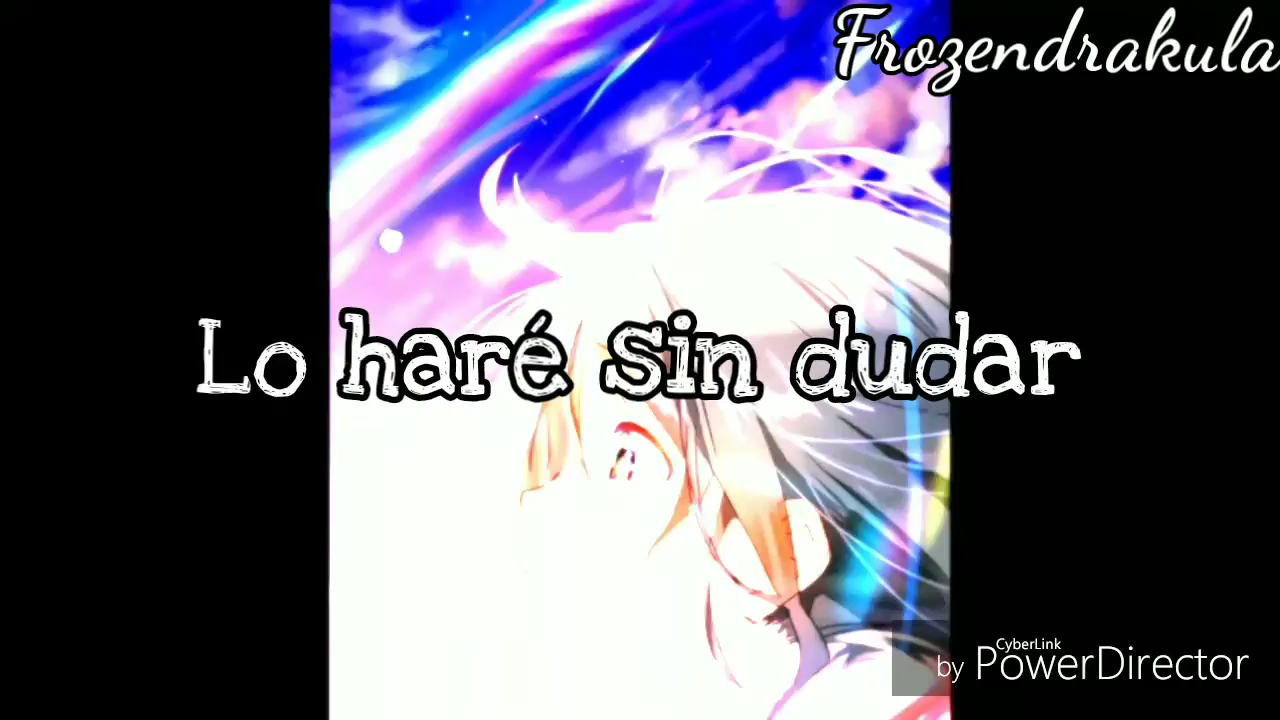 Frozendrakula
Lo haré sin dudar
CyberLink
by PowerDirector